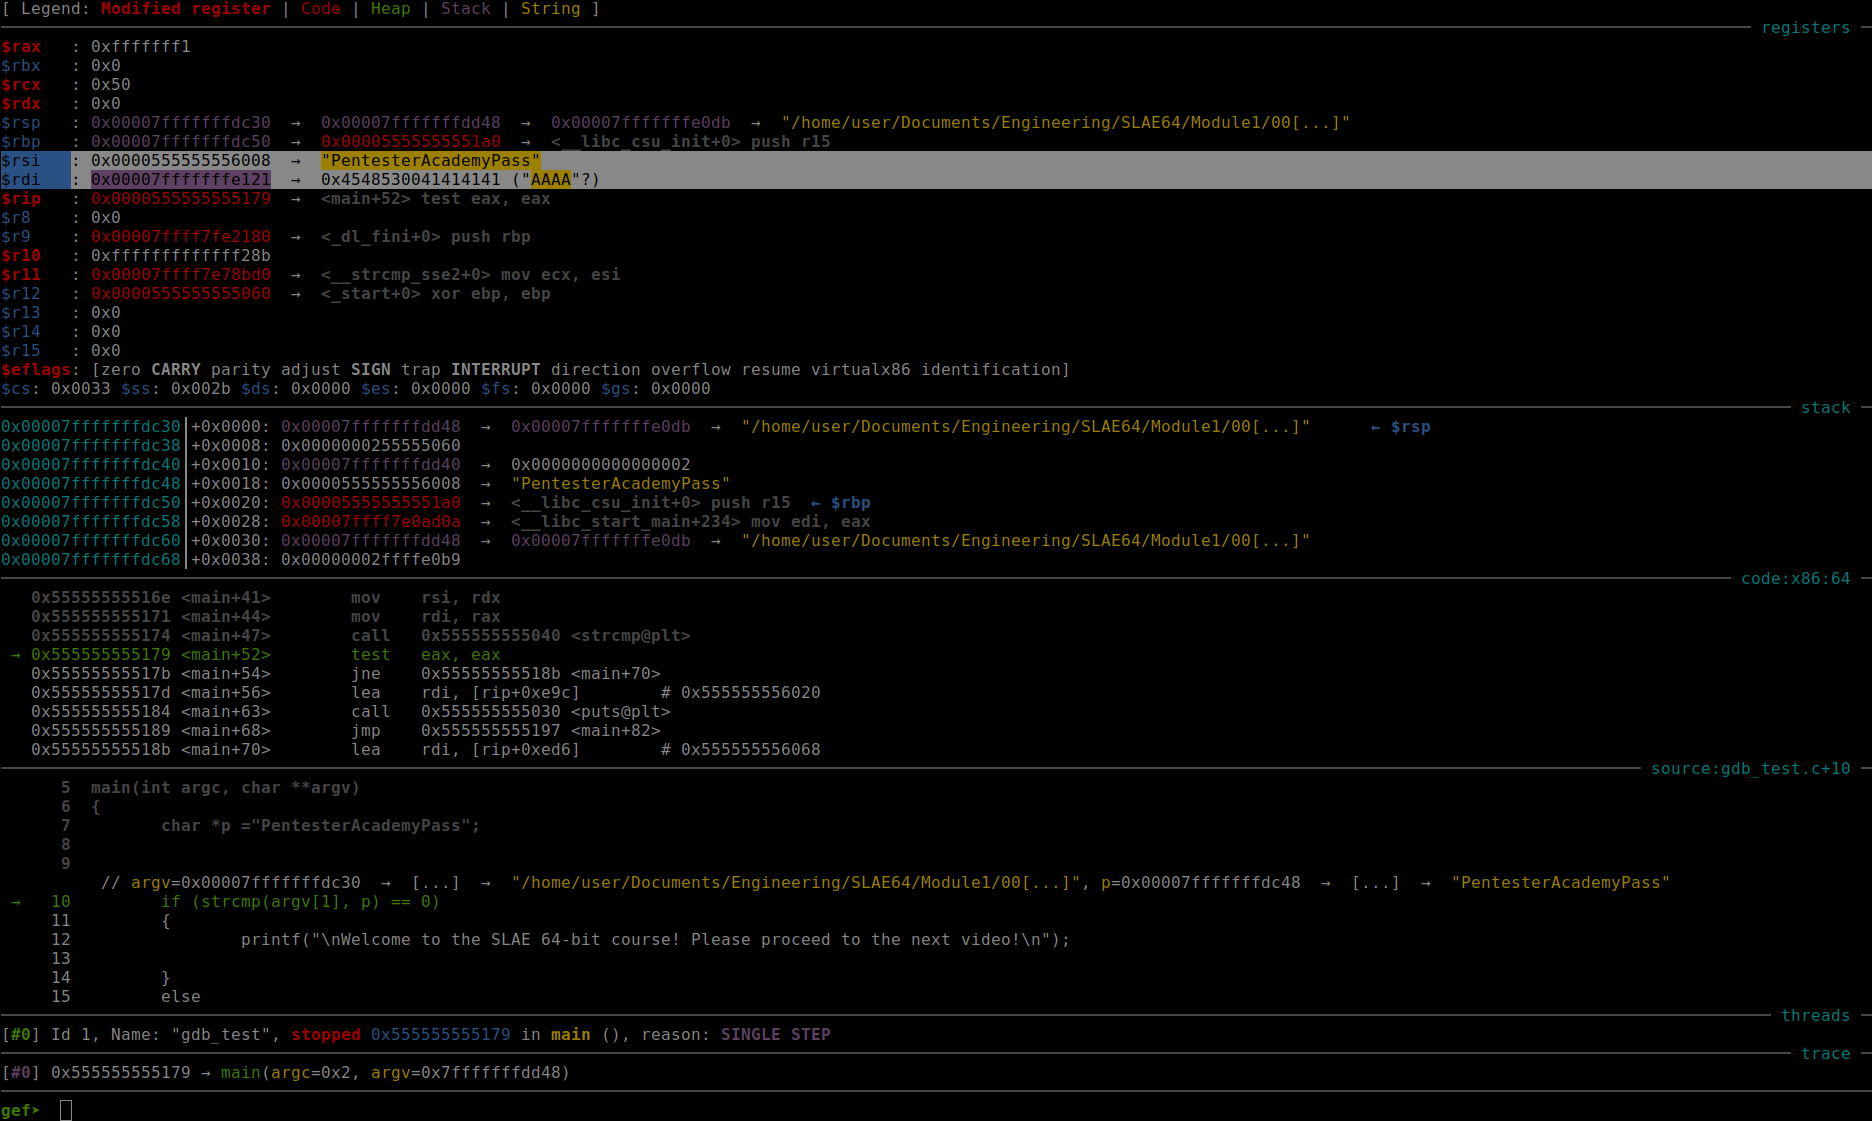 [ Legend: Modified register | Code | Heap | Stack | String ]
registers
$rax   : 0xfffffff1
$rbx   : 0x0
$rcx   : 0x50
$rdx   : 0x0
$rsp   : 0x00007fffffffdc30  →  0x00007fffffffdd48  →  0x00007fffffffe0db  →  "/home/user/Documents/Engineering/SLAE64/Module1/00[...]"
$rbp   : 0x00007fffffffdc50  →  0x00005555555551a0  →  <__libc_csu_init+0> push r15
$rsi   : 0x0000555555556008  →  "PentesterAcademyPass"
$rdi   : 0x00007fffffffe121  →  0x4548530041414141 ("AAAA"?)
$rip   : 0x0000555555555179  →  <main+52> test eax, eax
$r8    : 0x0
$r9    : 0x00007ffff7fe2180  →  <_dl_fini+0> push rbp
$r10   : 0xfffffffffffff28b
$r11   : 0x00007ffff7e78bd0  →  <__strcmp_sse2+0> mov ecx, esi
$r12   : 0x0000555555555060  →  <_start+0> xor ebp, ebp
$r13   : 0x0
$r14   : 0x0
$r15   : 0x0
$eflags: [zero CARRY parity adjust SIGN trap INTERRUPT direction overflow resume virtualx86 identification]
$cs: 0x0033 $ss: 0x002b $ds: 0x0000 $es: 0x0000 $fs: 0x0000 $gs: 0x0000
stack
0x00007fffffffdc30│+0x0000: 0x00007fffffffdd48  →  0x00007fffffffe0db  →  "/home/user/Documents/Engineering/SLAE64/Module1/00[...]"      ← $rsp
0x00007fffffffdc38│+0x0008: 0x0000000255555060
0x00007fffffffdc40│+0x0010: 0x00007fffffffdd40  →  0x0000000000000002
0x00007fffffffdc48│+0x0018: 0x0000555555556008  →  "PentesterAcademyPass"
0x00007fffffffdc50│+0x0020: 0x00005555555551a0  →  <__libc_csu_init+0> push r15  ← $rbp
0x00007fffffffdc58│+0x0028: 0x00007ffff7e0ad0a  →  <__libc_start_main+234> mov edi, eax
0x00007fffffffdc60│+0x0030: 0x00007fffffffdd48  →  0x00007fffffffe0db  →  "/home/user/Documents/Engineering/SLAE64/Module1/00[...]"
0x00007fffffffdc68│+0x0038: 0x00000002ffffe0b9
code:x86:64
0x55555555516e <main+41>        mov    rsi, rdx
0x555555555171 <main+44>        mov    rdi, rax
0x555555555174 <main+47>        call   0x555555555040 <strcmp@plt>
→ 0x555555555179 <main+52>        test   eax, eax
0x55555555517b <main+54>        jne    0x55555555518b <main+70>
0x55555555517d <main+56>        lea    rdi, [rip+0xe9c]        # 0x555555556020
0x555555555184 <main+63>        call   0x555555555030 <puts@plt>
0x555555555189 <main+68>        jmp    0x555555555197 <main+82>
0x55555555518b <main+70>        lea    rdi, [rip+0xed6]        # 0x555555556068
source:gdb_test.c+10
5  main(int argc, char **argv)
6  {
7         char *p ="PentesterAcademyPass";
8
9
// argv=0x00007fffffffdc30  →  [...]  →  "/home/user/Documents/Engineering/SLAE64/Module1/00[...]", p=0x00007fffffffdc48  →  [...]  →  "PentesterAcademyPass"
→   10         if (strcmp(argv[1], p) == 0)
11         {
12                 printf("\nWelcome to the SLAE 64-bit course! Please proceed to the next video!\n");
13
14         }
15         else
threads
[#0] Id 1, Name: "gdb_test", stopped 0x555555555179 in main (), reason: SINGLE STEP
trace
[#0] 0x555555555179 → main(argc=0x2, argv=0x7fffffffdd48)
gef➤